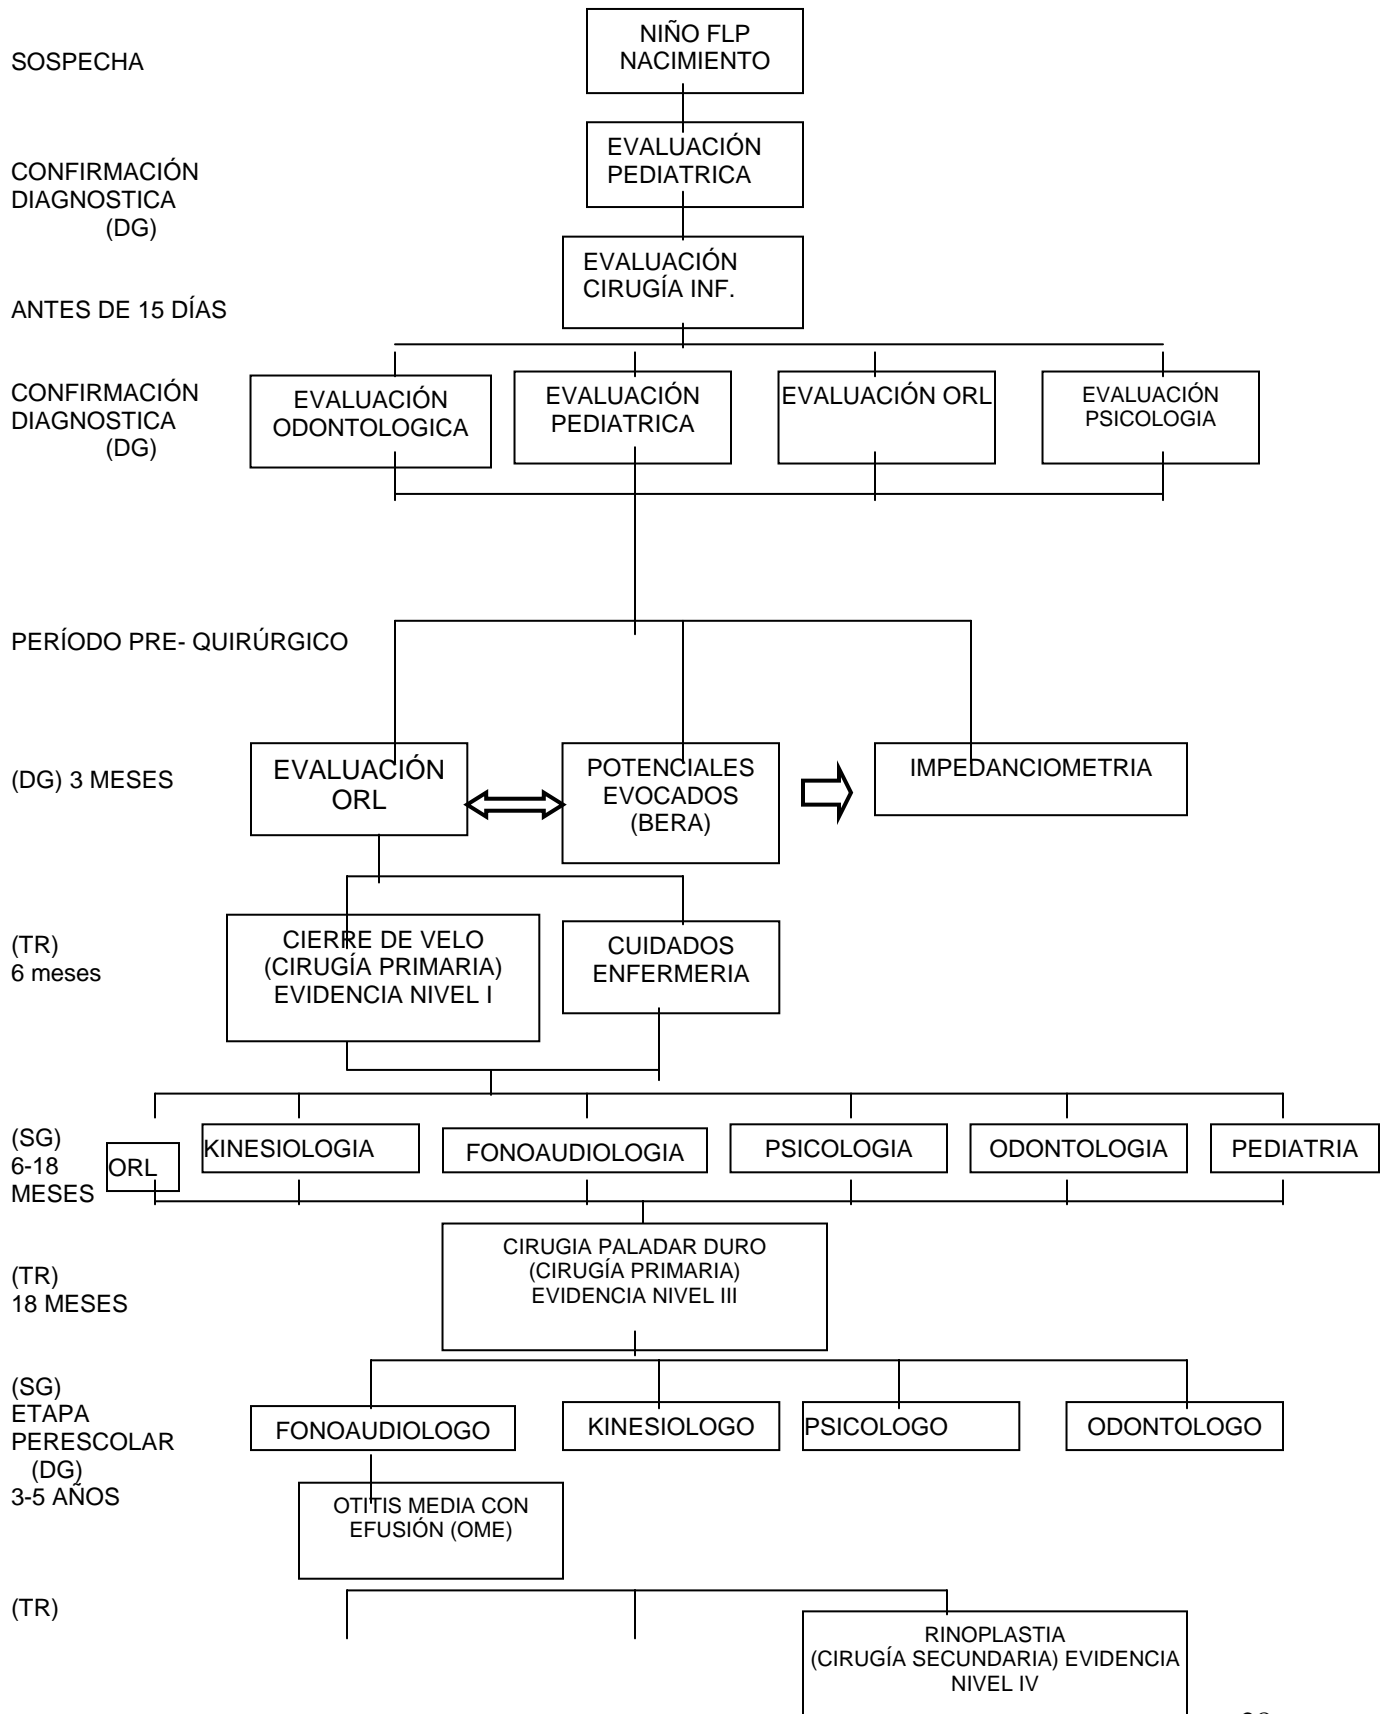 NIÑO FLP
NACIMIENTO
SOSPECHA
EVALUACIÓN
PEDIATRICA
CONFIRMACIÓN
DIAGNOSTICA
(DG)
EVALUACIÓN
CIRUGÍA INF.
ANTES DE 15 DÍAS
CONFIRMACIÓN
DIAGNOSTICA
(DG)
EVALUACIÓN
ODONTOLOGICA
EVALUACIÓN
PEDIATRICA
EVALUACIÓN ORL
EVALUACIÓN
PSICOLOGIA
PERÍODO PRE- QUIRÚRGICO
(DG) 3 MESES
EVALUACIÓN
ORL
POTENCIALES
EVOCADOS
(BERA)
IMPEDANCIOMETRIA
(TR)
6 meses
CIERRE DE VELO
(CIRUGÍA PRIMARIA)
EVIDENCIA NIVEL I
CUIDADOS
ENFERMERIA
(SG)
6-18
MESES
ORL
KINESIOLOGIA
FONOAUDIOLOGIA
PSICOLOGIA
ODONTOLOGIA
PEDIATRIA
(TR)
18 MESES
CIRUGIA PALADAR DURO
(CIRUGÍA PRIMARIA)
EVIDENCIA NIVEL III
(SG)
ETAPA
PERESCOLAR
(DG)
3-5 AÑOS
FONOAUDIOLOGO
KINESIOLOGO
PSICOLOGO
ODONTOLOGO
OTITIS MEDIA CON
EFUSIÓN (OME)
(TR)
RINOPLASTIA
(CIRUGÍA SECUNDARIA) EVIDENCIA
NIVEL IV